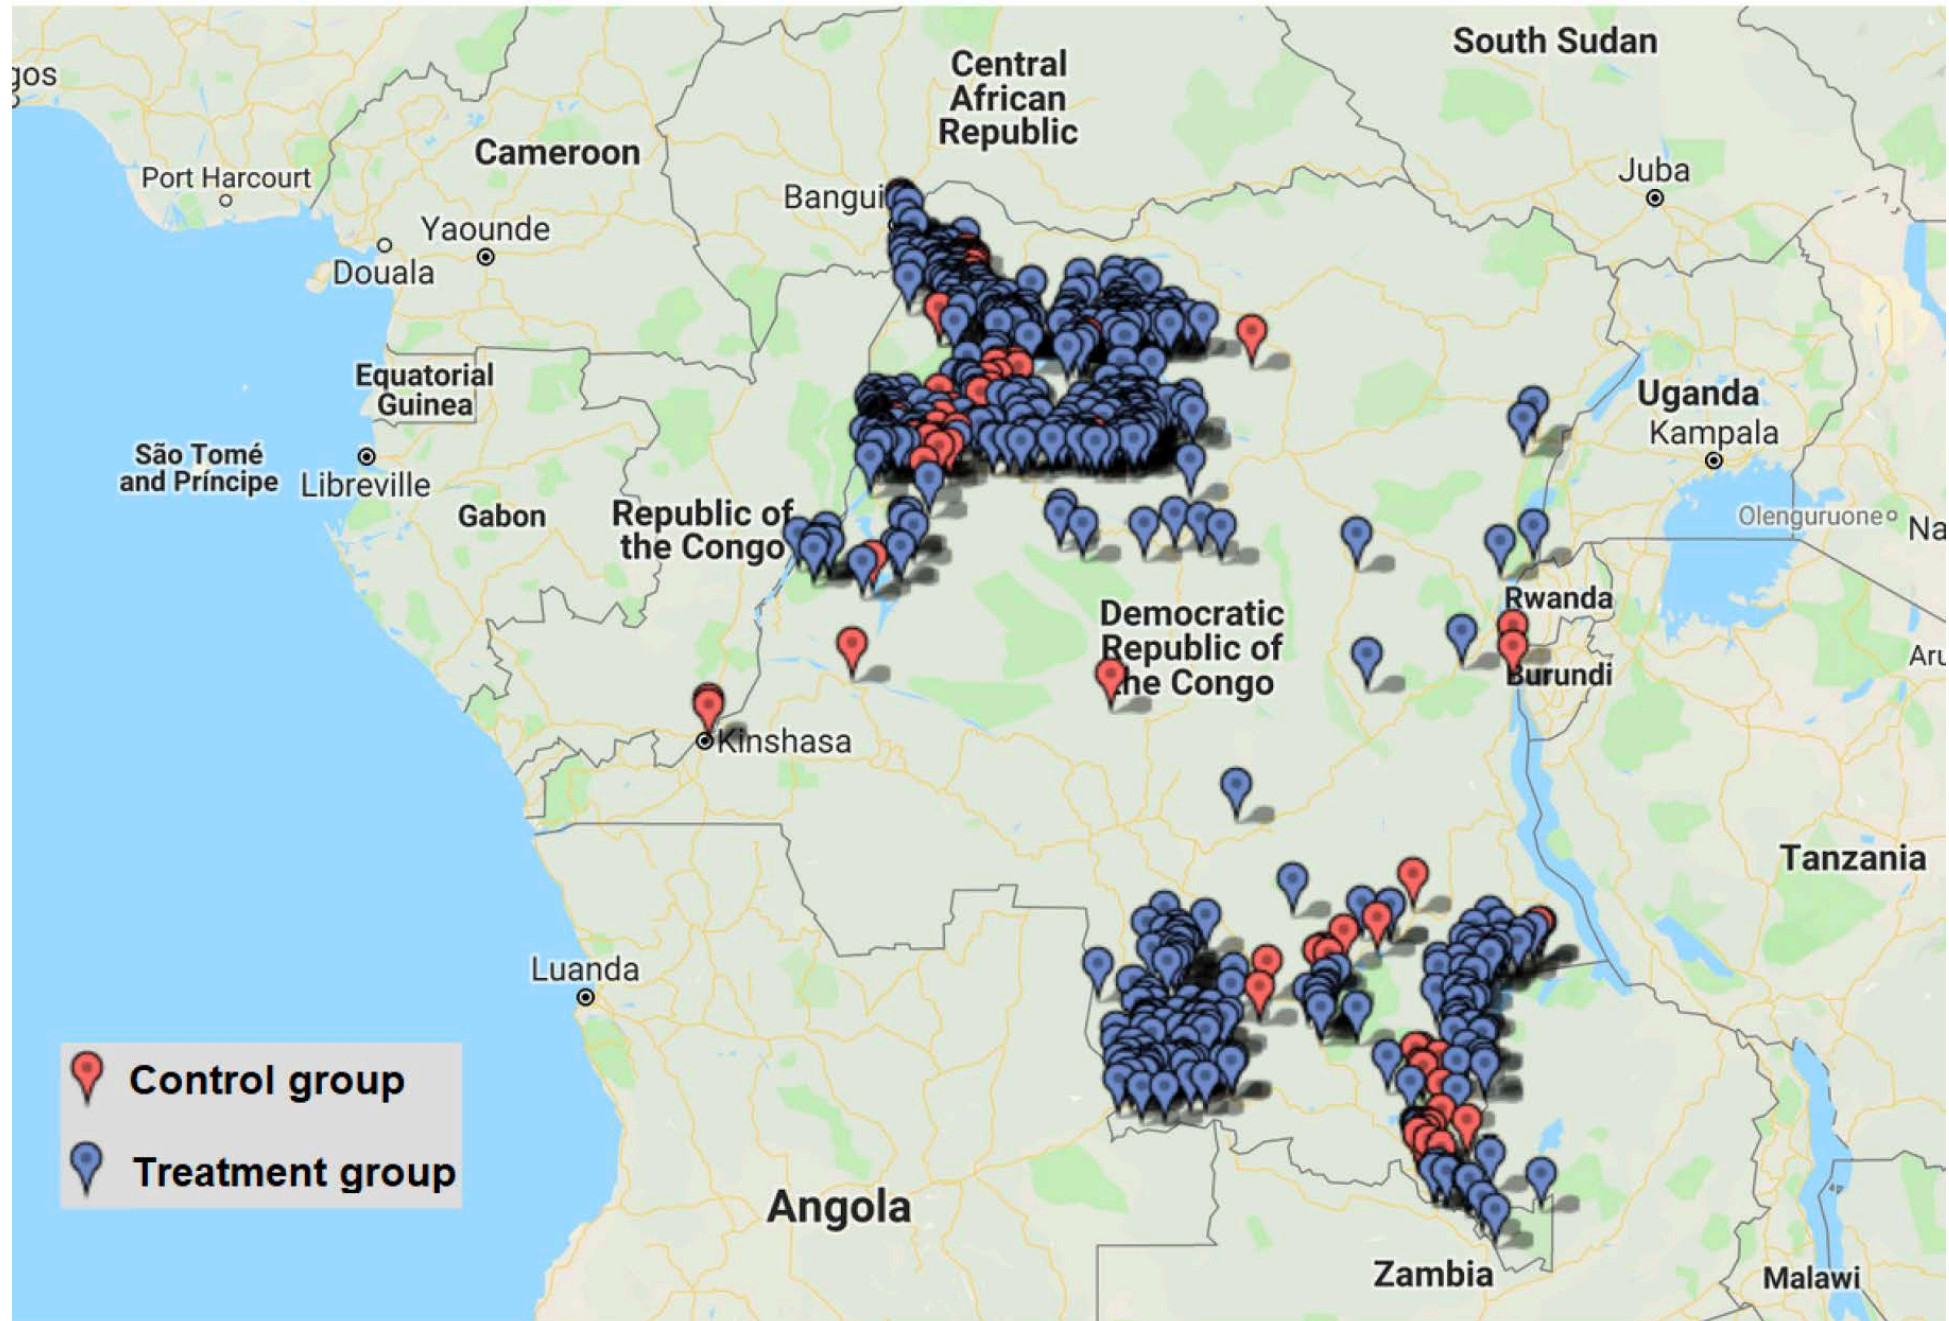 South Sudan
Central
African
Republic
gos
Cameroon
Port Harcourt
Juba
Bangui
Yaounde
Douala
Equatorial
Guinea
Uganda
Kampala
São Tomé
and Príncipe
Libreville
Gabon
Republic of
the Congo
Olenguruone
Na
Rwanda
Democratic
Republic of
the Congo
Aru
Burundi
Kinshasa
Tanzania
Luanda
Control group
Treatment group
Angola
Zambia
Malawi